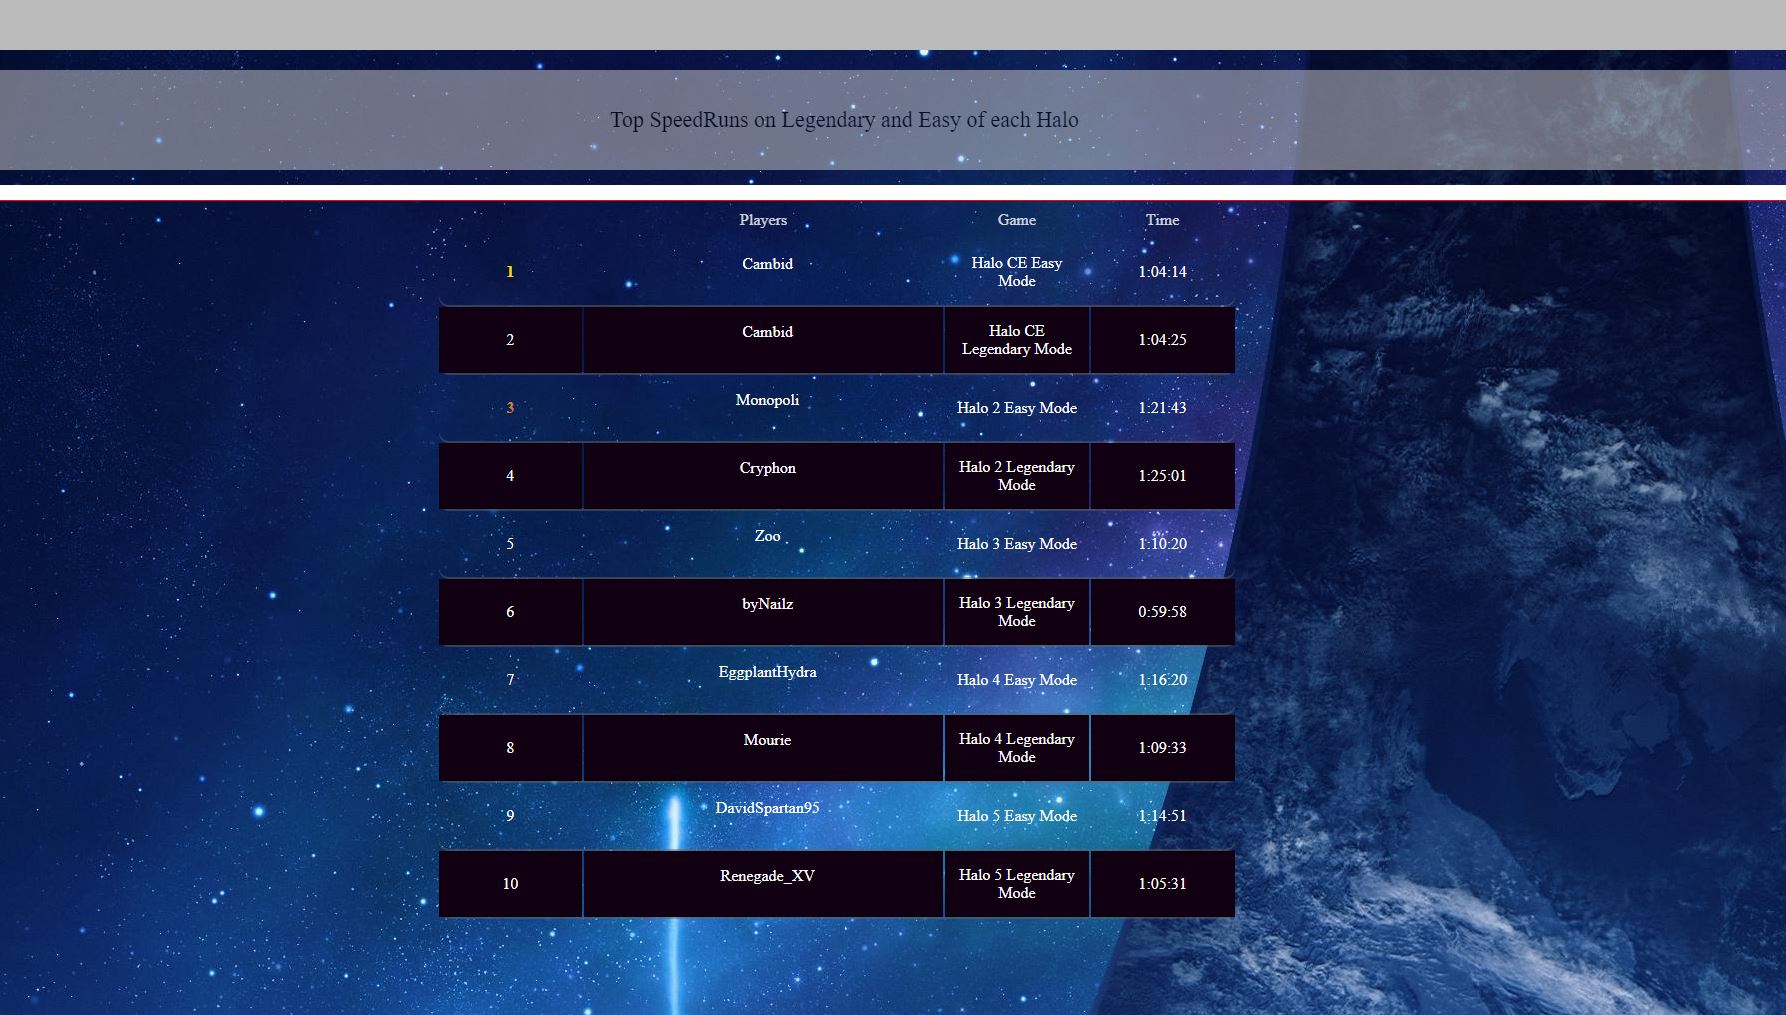 Top SpeedRuns on Legendary and Easy of each Halo
Players Game Time
1 Cambid Halo CE Easy Mode 1:04:14
2 Cambid Halo CE Legendary Mode 1:04:25
3 Monopoli Halo 2 Easy Mode 1:21:43
4 Cryphon Halo 2 Legendary Mode 1:25:01
5 Zoo Halo 3 Easy Mode 1:10:20
6 byNailz Halo 3 Legendary Mode 0:59:58
7 EggplantHydra Halo 4 Easy Mode 1:16:20
8 Mourie Halo 4 Legendary Mode 1:09:33
9 DavidSpartan95 Halo 5 Easy Mode 1:14:51
10 Renegade_XV Halo 5 Legendary Mode 1:05:31